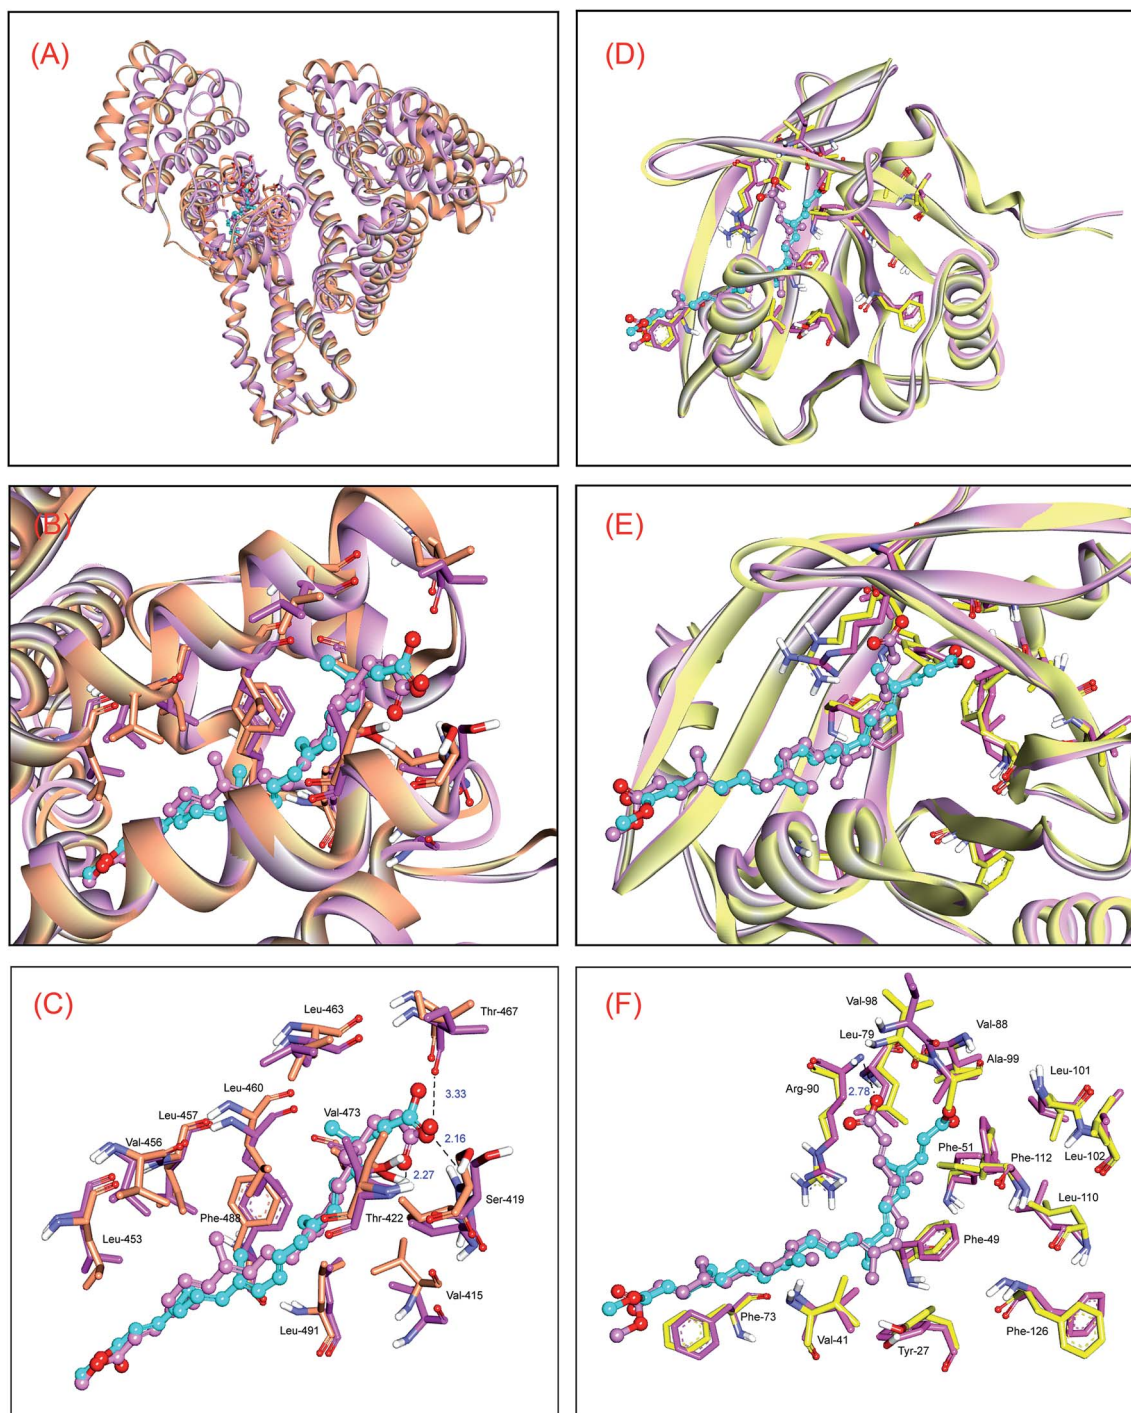 (A)
(D)
(B)
(E)
(C)
Leu-463
Thr-467
Leu-460
3.33
Leu-457
Val-473
Val-456
2.16
2.27
Ser-419
Phe-488
Thr-422
Leu-453
Val-415
Leu-491
(F)
Val-98
Leu-79
Val-88
Ala-99
Arg-90
2.78
Leu-101
Phe-51
Phe-112
Leu-102
Leu-110
Phe-49
Phe-73
Val-41
Tyr-27
Phe-126